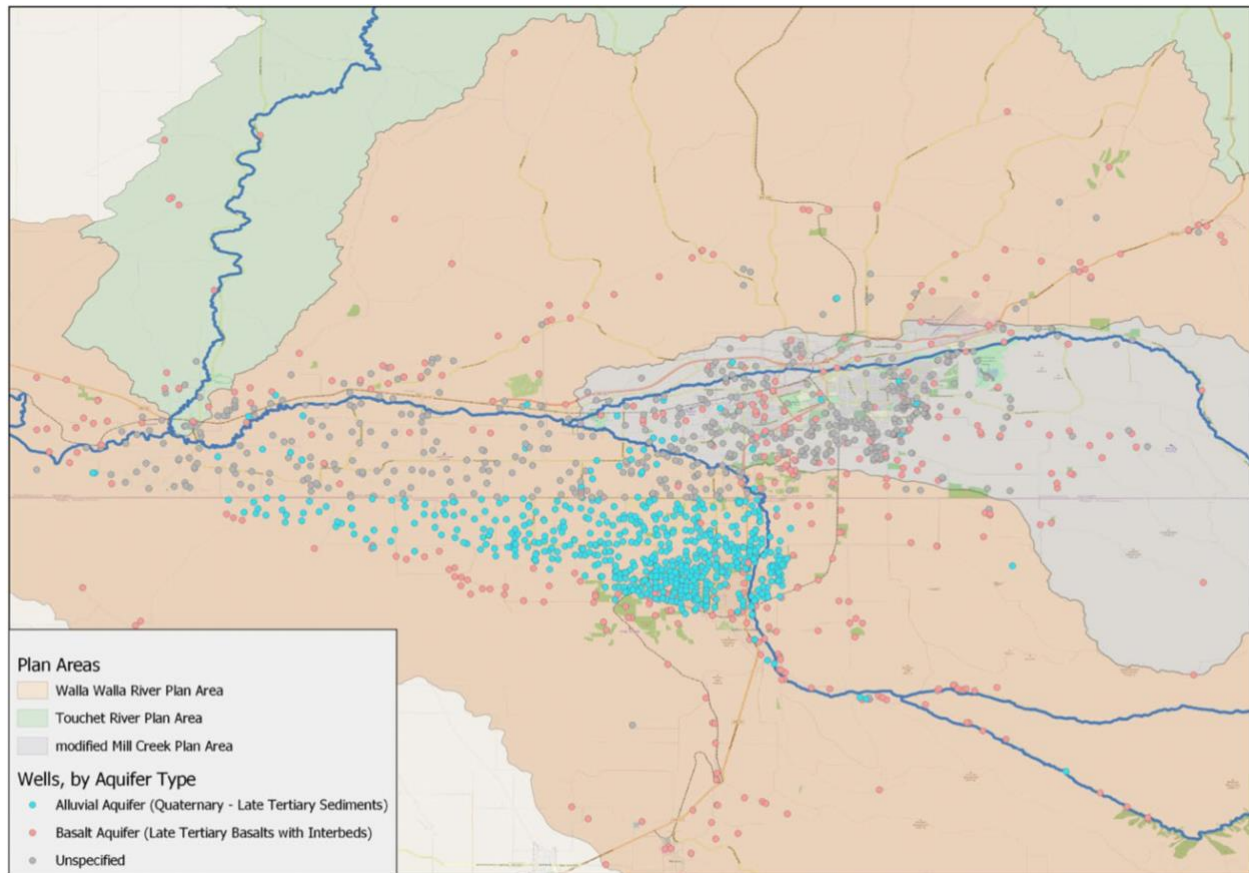 Plan Areas
Walla Walla River Plan Area
Touchet River Plan Area
modified Mill Creek Plan Area
Wells, by Aquifer Type
Alluvial Aquifer (Quaternary - Late Tertiary Sediments)
Basalt Aquifer (Late Tertiary Basalts with Interbeds)
Unspecified